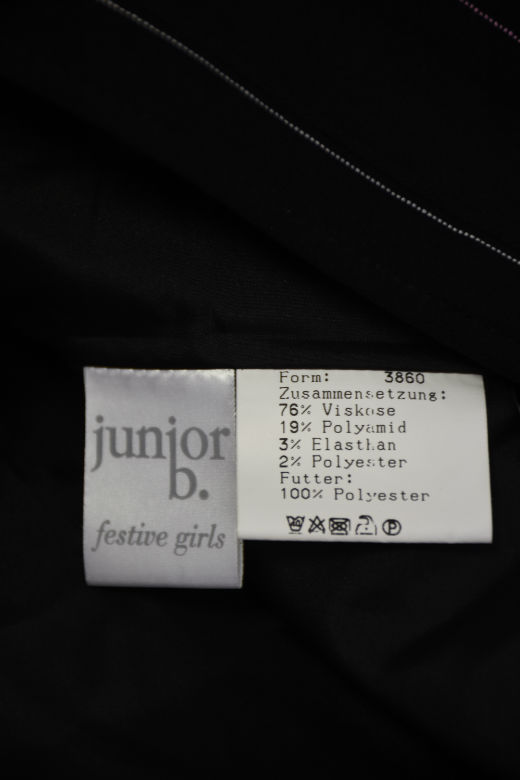 junior
b.
festive girls
Form: 3860
Zusammensetzung:
76% Viskose
19% Polyamid
3% Elasthan
2% Polyester
Futter:
100% Polyester
P